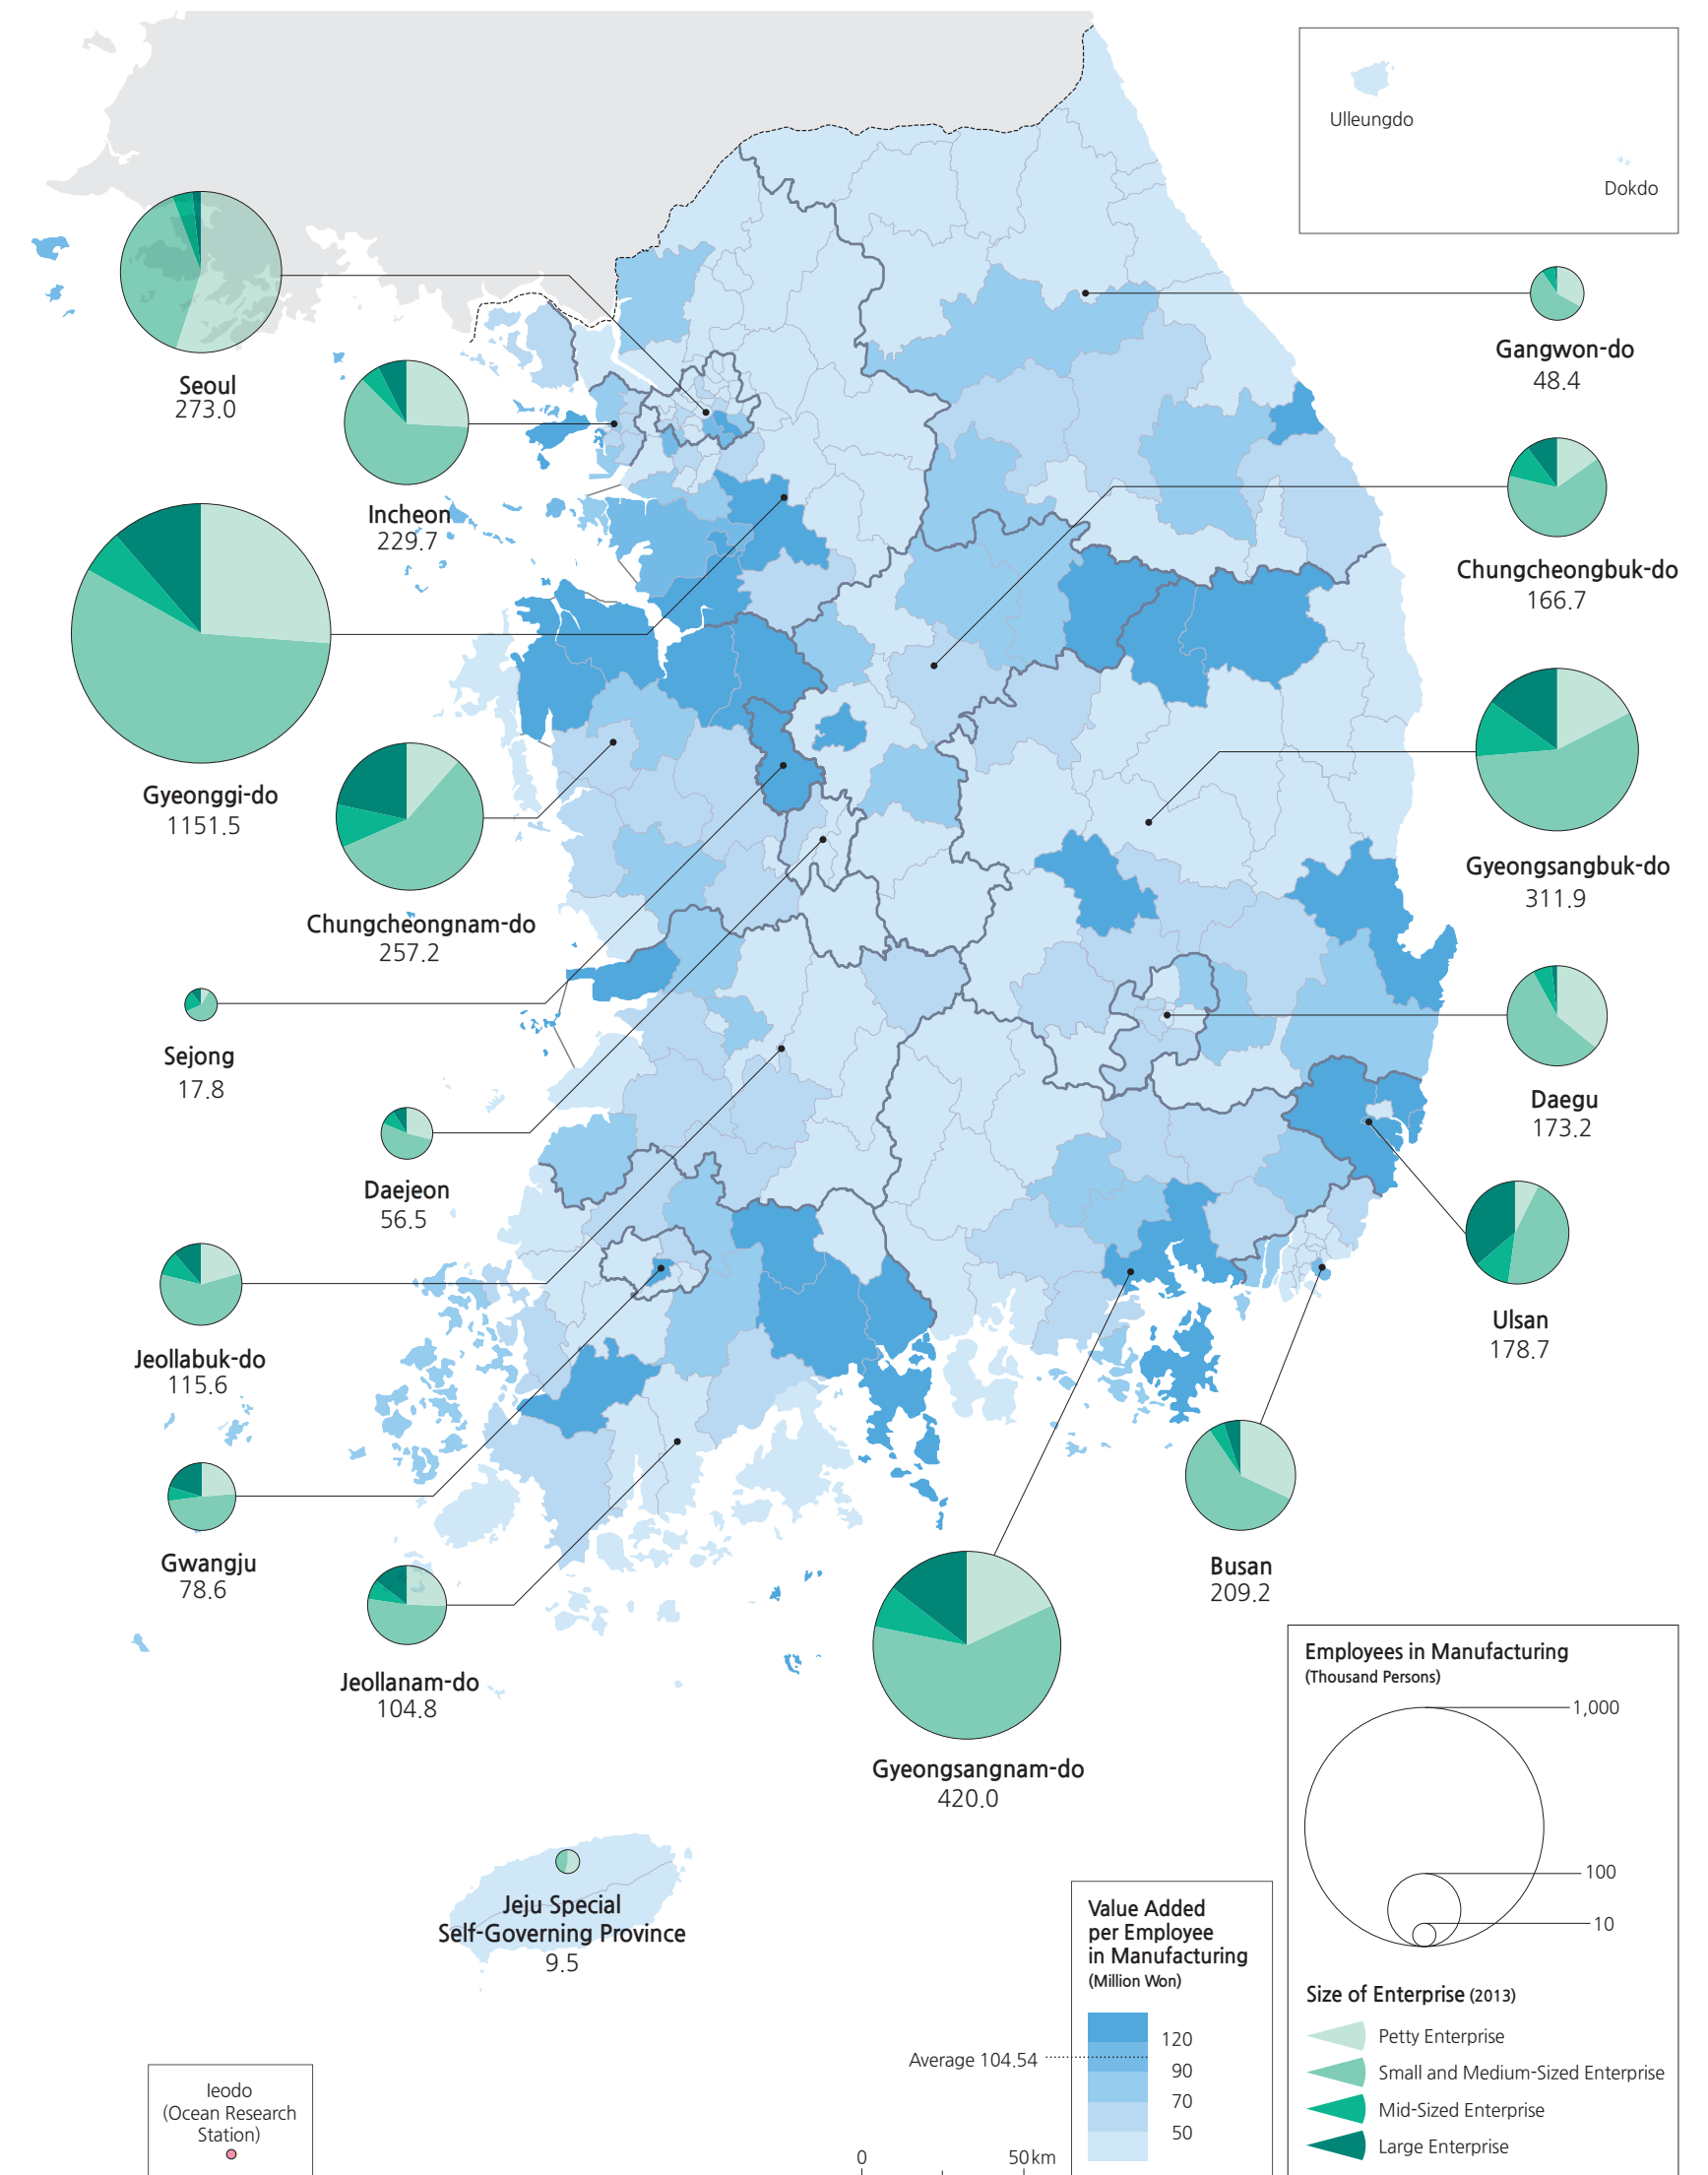 Ulleungdo
Dokdo
Seoul
273.0
Gangwon-do
48.4
Incheon
229.7
Chungcheongbuk-do
166.7
Gyeonggi-do
1151.5
Gyeongsangbuk-do
311.9
Chungcheongnam-do
257.2
Sejong
17.8
Daegu
173.2
Daejeon
56.5
Ulsan
178.7
Jeollabuk-do
115.6
Gwangju
78.6
Busan
209.2
Jeollanam-do
104.8
Gyeongsangnam-do
420.0
Jeju Special
Self-Governing Province
9.5
Employees in Manufacturing
(Thousand Persons)
1,000
100
10
Size of Enterprise (2013)
Petty Enterprise
Small and Medium-Sized Enterprise
Mid-Sized Enterprise
Large Enterprise
Value Added
per Employee
in Manufacturing
(Million Won)
120
Average 104.54
90
70
50
0 50km
Ieodo
(Ocean Research
Station)